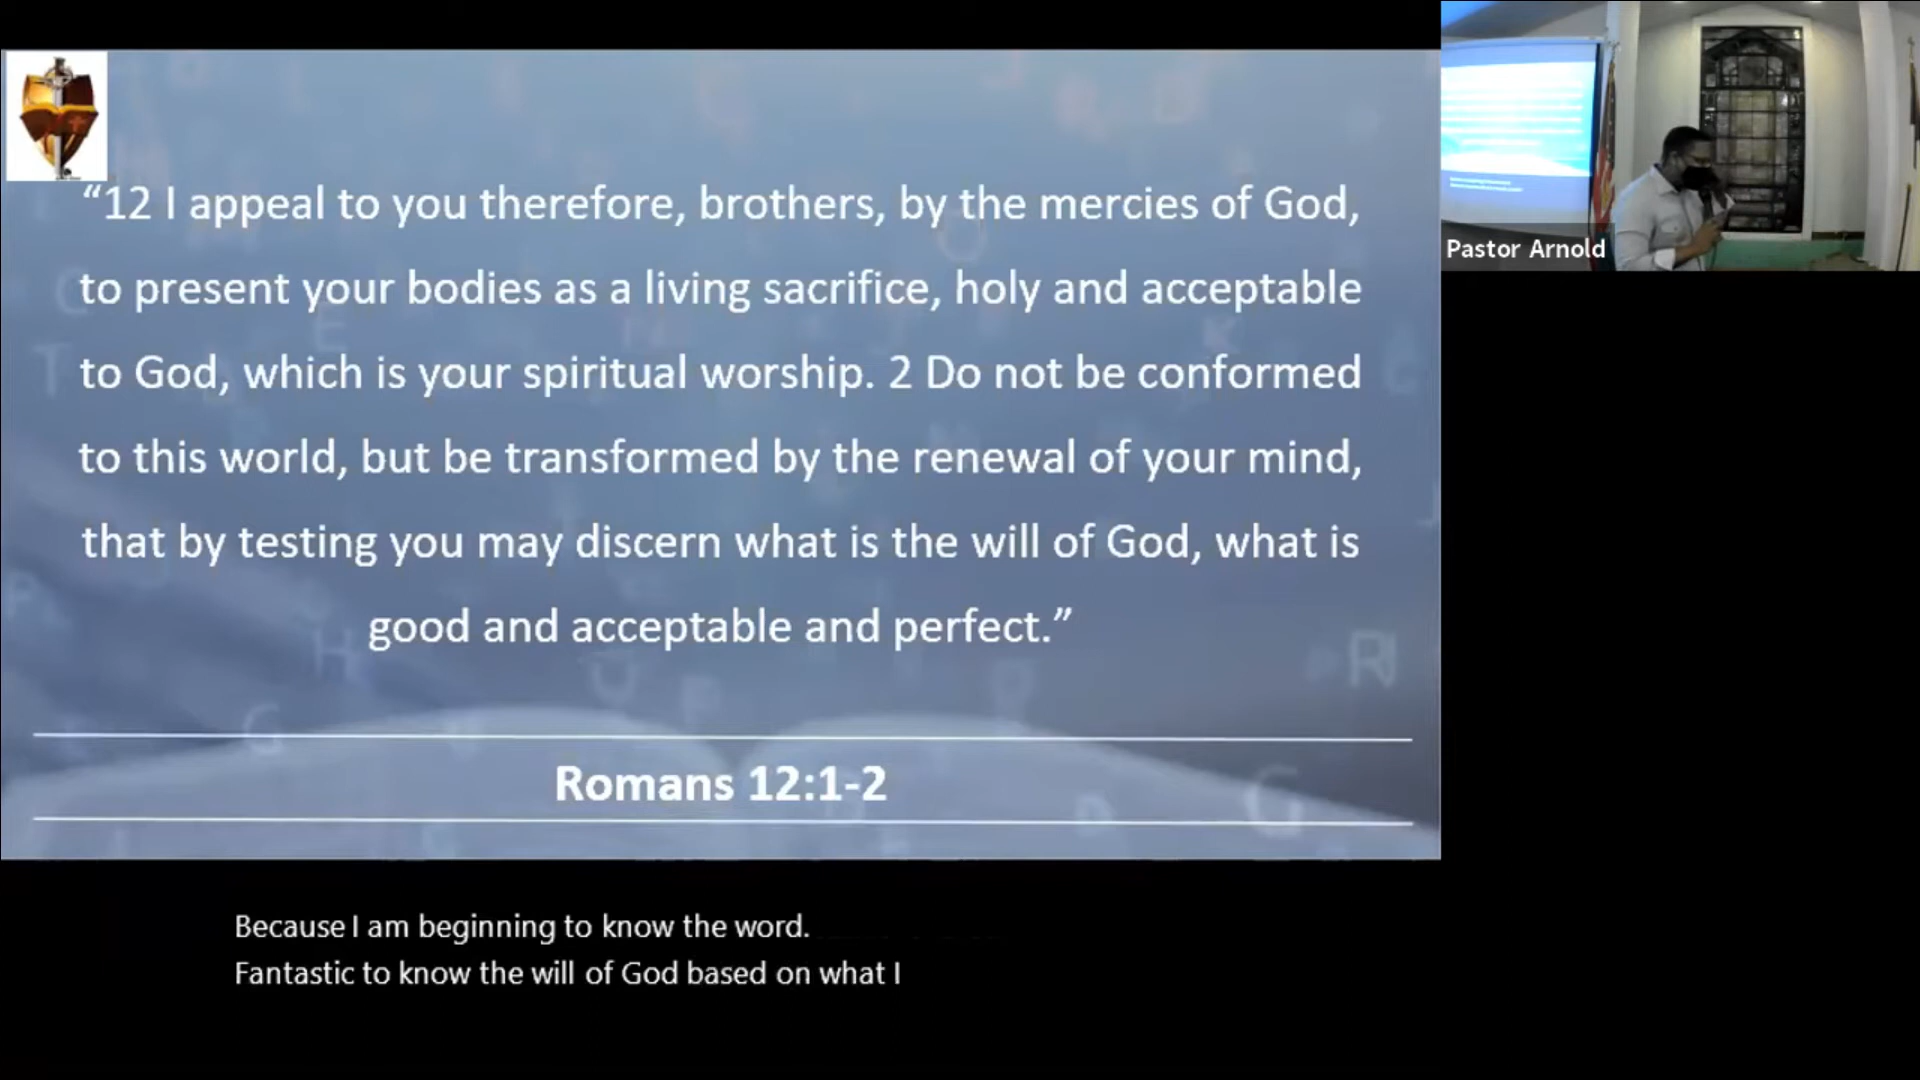 “12 I appeal to you therefore, brothers, by the mercies of God,
to present your bodies as a living sacrifice, holy and acceptable
to God, which is your spiritual worship. 2 Do not be conformed
to this world, but be transformed by the renewal of your mind,
that by testing you may discern what is the will of God, what is
good and acceptable and perfect.”
Romans 12:1-2
Pastor Arnold
Because I am beginning to know the word.
Fantastic to know the will of God based on what I